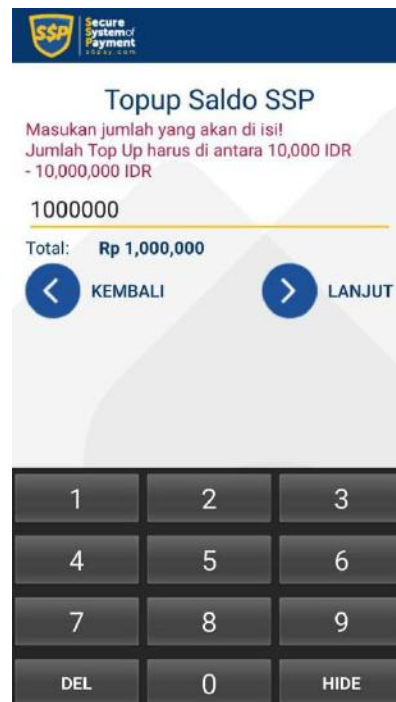 SSP Secure
System of
Payment
Topup Saldo SSP
Masukan jumlah yang akan di isi!
Jumlah Top Up harus di antara 10,000 IDR
- 10,000,000 IDR
1000000
Total: Rp 1,000,000
KEMBALI LANJUT
1 2 3
4 5 6
7 8 9
DEL 0 HIDE